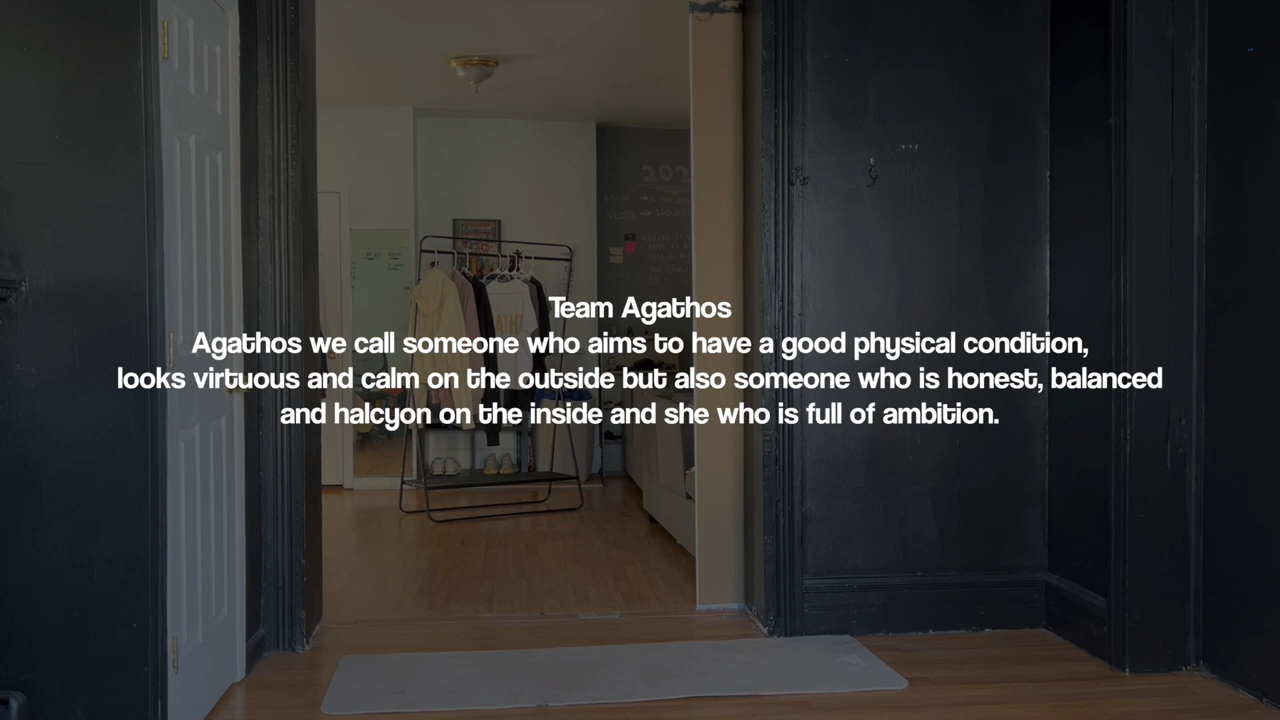 Team Agathos
Agathos we call someone who aims to have a good physical condition,
looks virtuous and calm on the outside but also someone who is honest, balanced
and halcyon on the inside and she who is full of ambition.